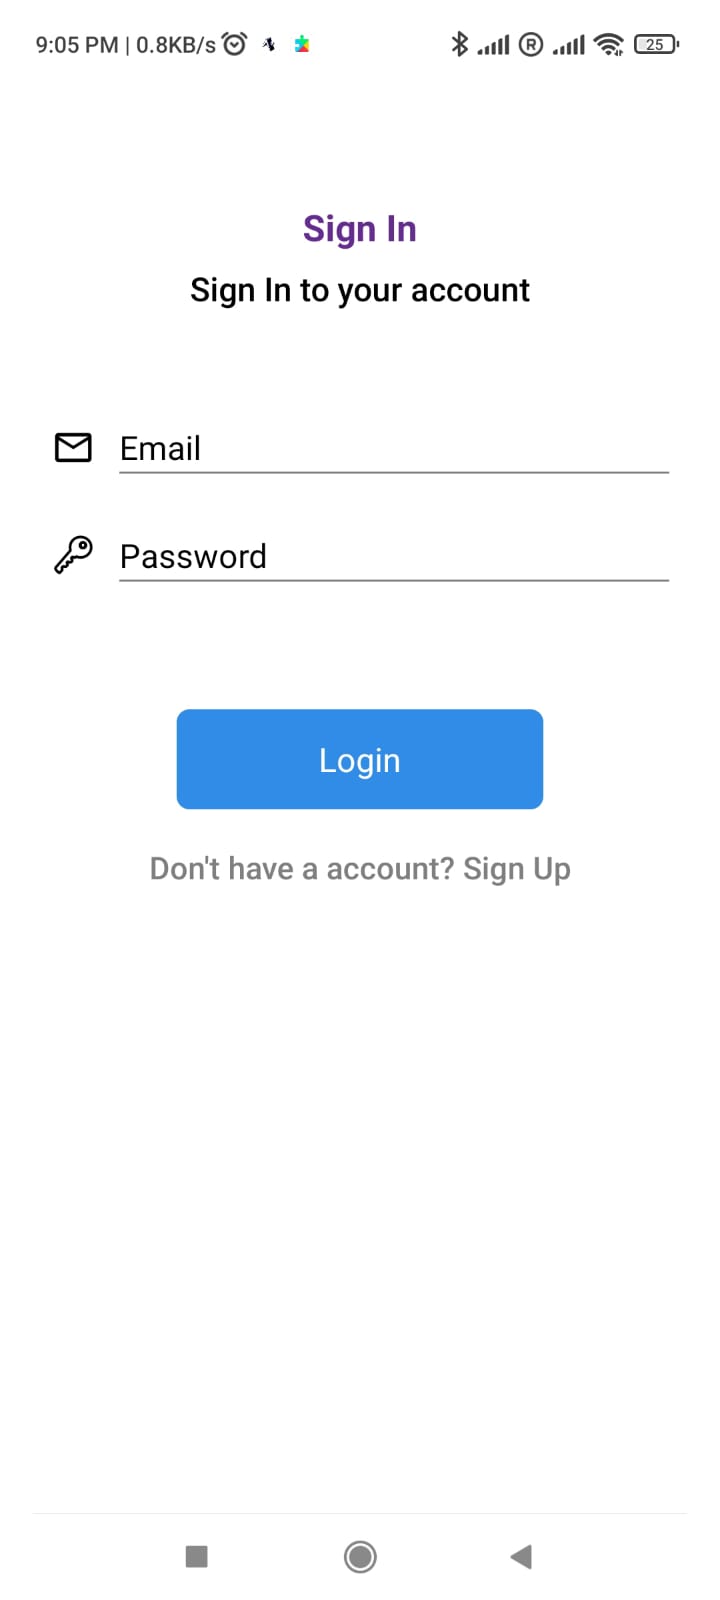 9:05 PM | 0.8KB/s R 25
Sign In
Sign In to your account
Email
Password
Login
Don't have a account? Sign Up